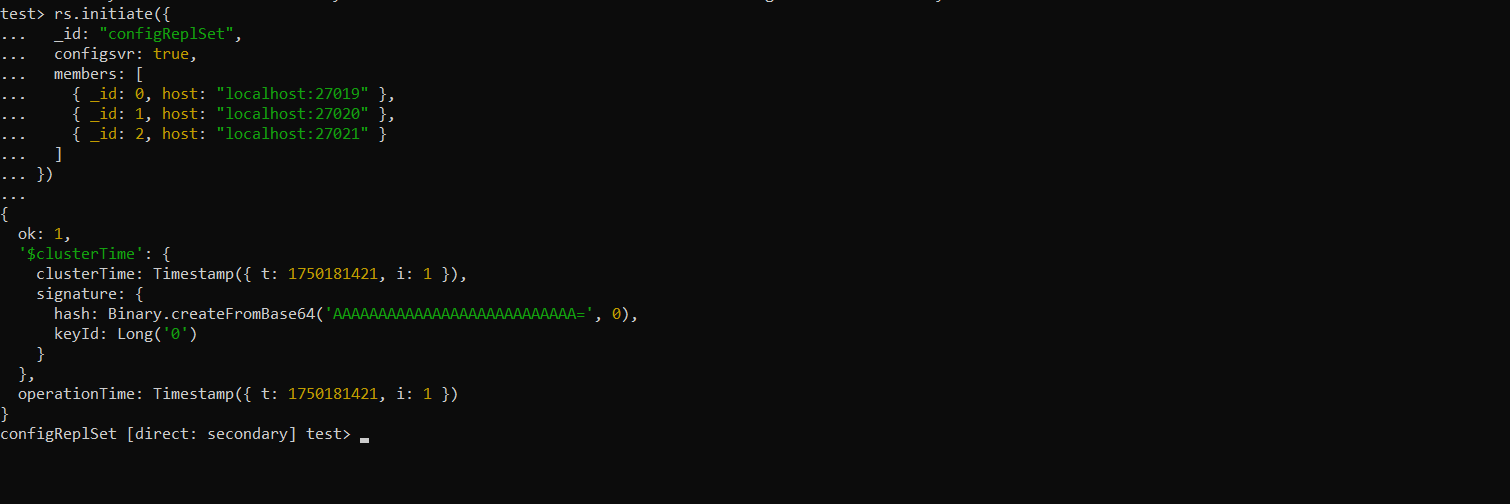 test> rs.initiate({
...   _id: "configReplSet",
...   configsvr: true,
...   members: [
...     { _id: 0, host: "localhost:27019" },
...     { _id: 1, host: "localhost:27020" },
...     { _id: 2, host: "localhost:27021" }
...   ]
... })
...
{
  ok: 1,
  '$clusterTime': {
    clusterTime: Timestamp({ t: 1750181421, i: 1 }),
    signature: {
      hash: Binary.createFromBase64('AAAAAAAAAAAAAAAAAAAAAAAAAAA=', 0),
      keyId: Long('0')
    }
  },
  operationTime: Timestamp({ t: 1750181421, i: 1 })
}
configReplSet [direct: secondary] test>